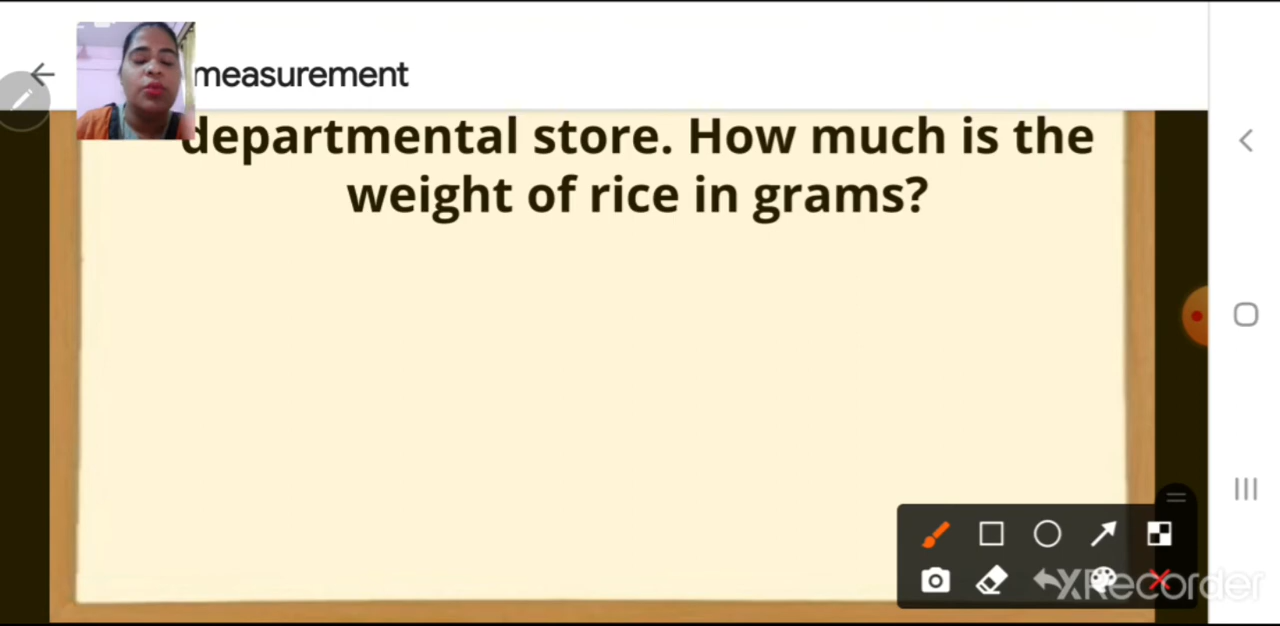 measurement
departmental store. How much is the
weight of rice in grams?
XRecorder